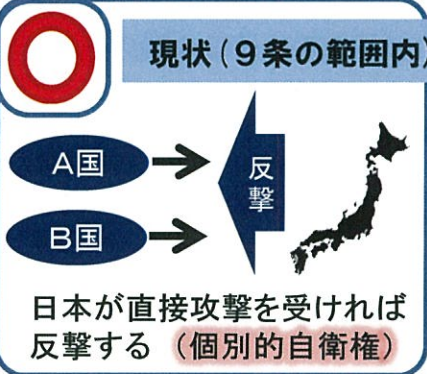 現状(9条の範囲内)
A国
反撃
B国
日本が直接攻撃を受ければ
反撃する(個別的自衛権)